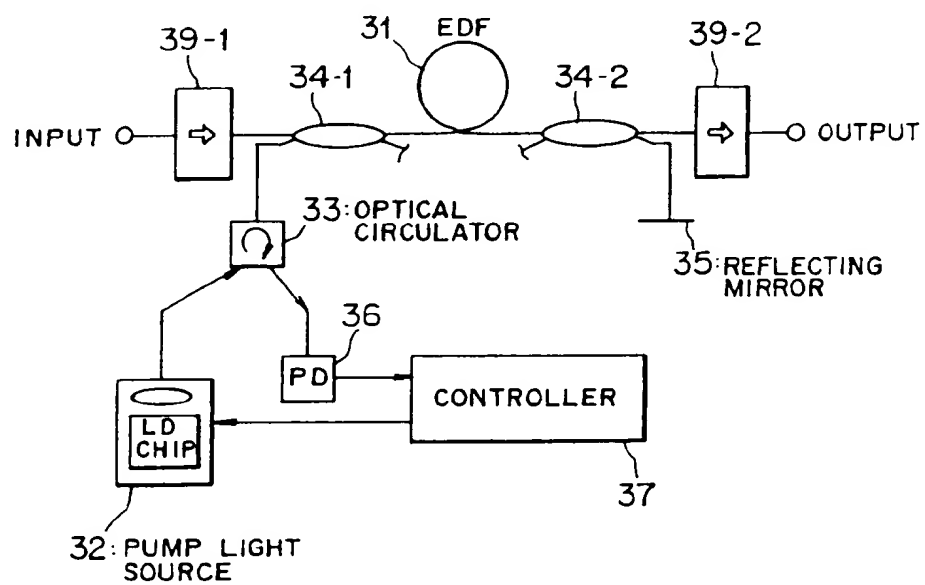 EDF
31
39-1
39-2
34-1
34-2
INPUT
OUTPUT
33: OPTICAL
CIRCULATOR
35: REFLECTING
MIRROR
36
PD
CONTROLLER
LD
CHIP
37
32: PUMP LIGHT
SOURCE